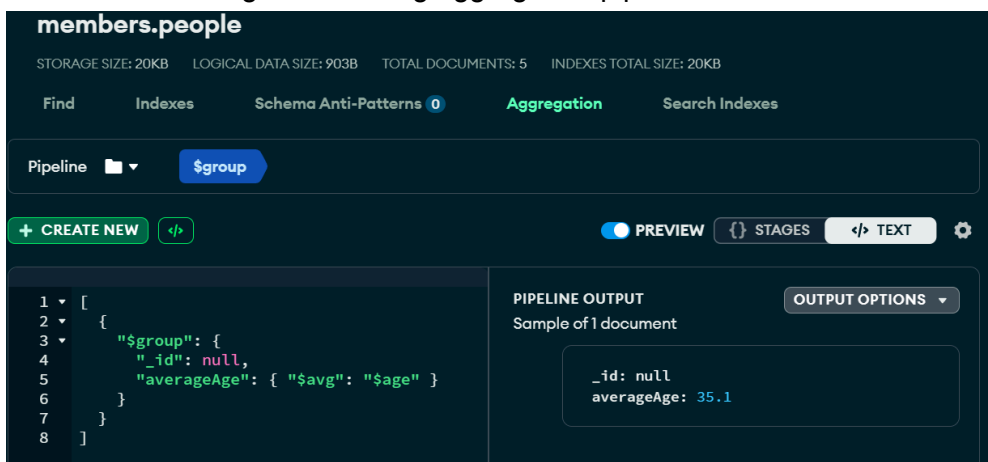 members.people
STORAGE SIZE: 20KB LOGICAL DATA SIZE: 903B TOTAL DOCUMENTS: 5 INDEXES TOTAL SIZE: 20KB
Find Indexes Schema Anti-Patterns 0 Aggregation Search Indexes
Pipeline $group
+ CREATE NEW </> PREVIEW {} STAGES </> TEXT
1 [
2 {
3 "$group": {
4 "_id": null,
5 "averageAge": { "$avg": "$age" }
6 }
7 }
8 ]
PIPELINE OUTPUT OUTPUT OPTIONS
Sample of 1 document
_id: null
averageAge: 35.1